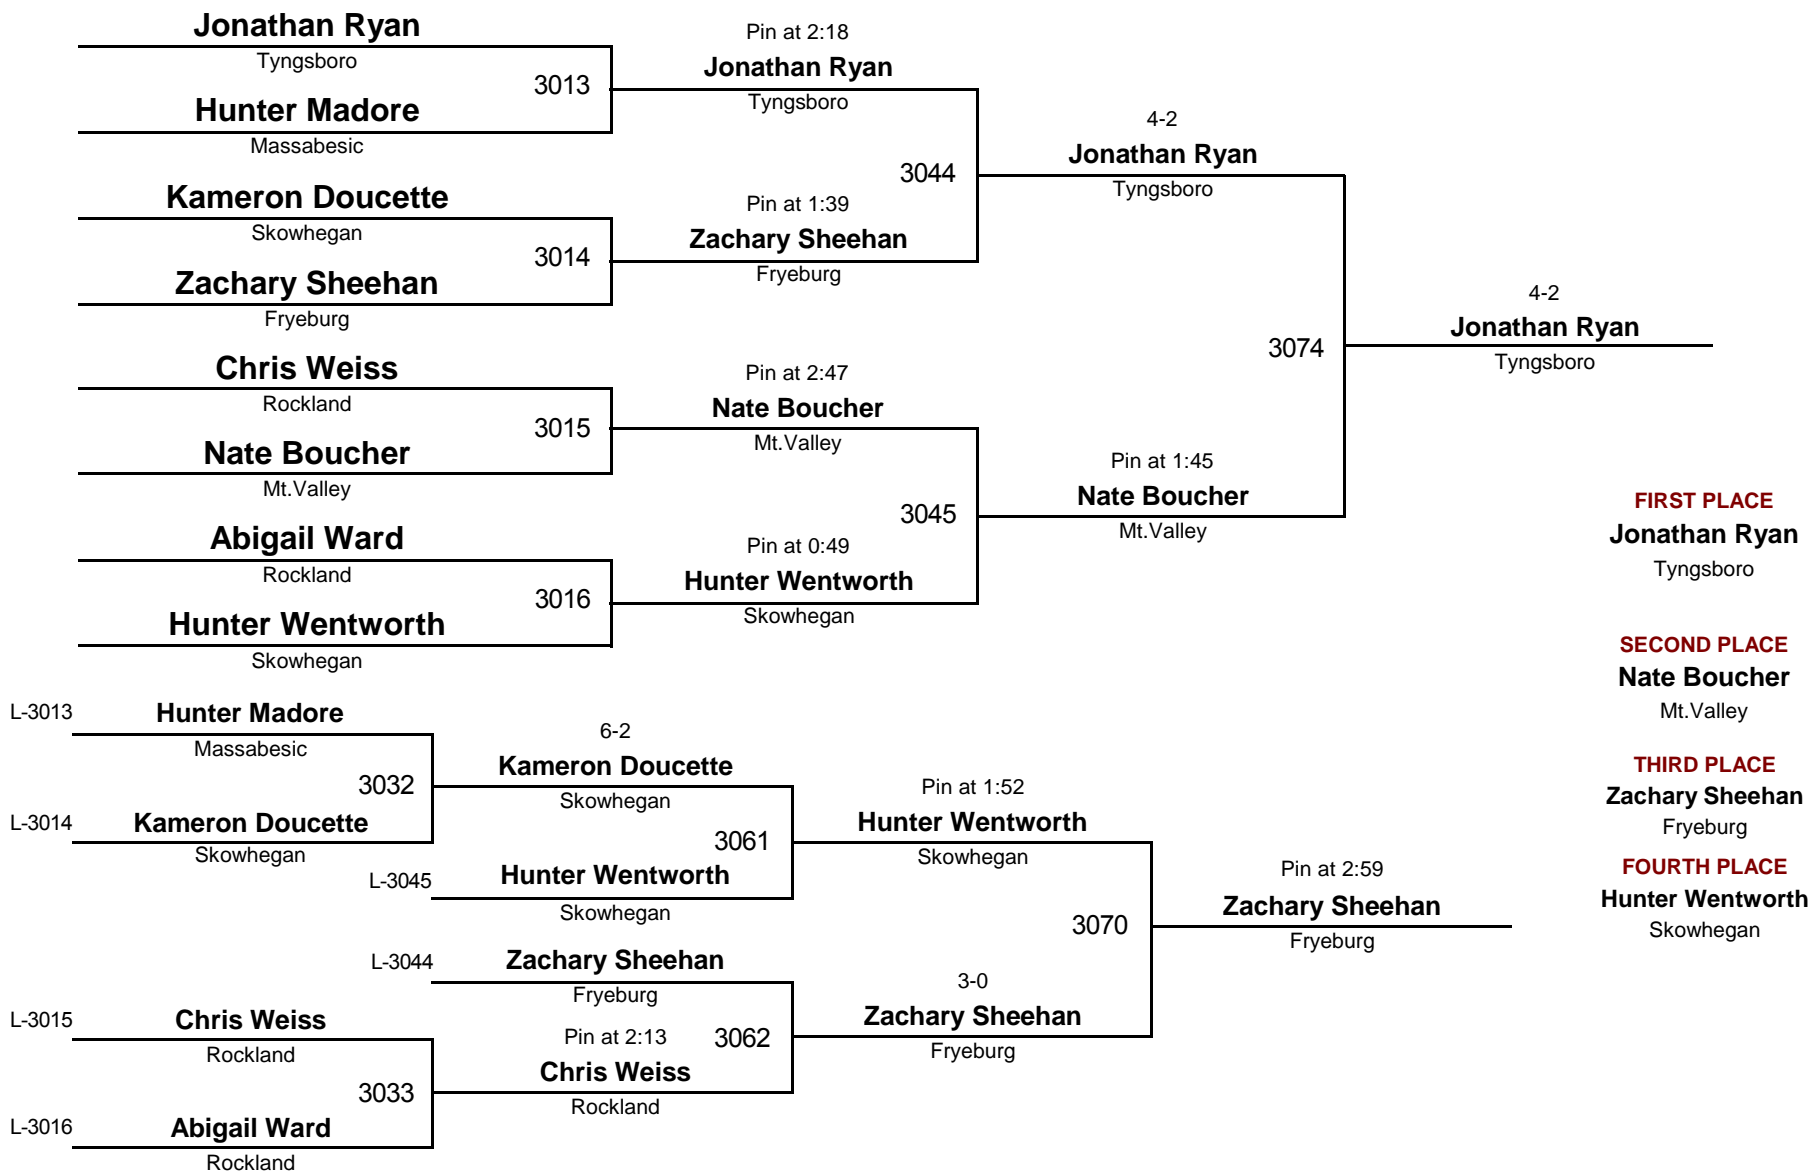 Jonathan Ryan
Tyngsboro
3013
Hunter Madore
Massabesic
Kameron Doucette
Skowhegan
3014
Zachary Sheehan
Fryeburg
Chris Weiss
Rockland
3015
Nate Boucher
Mt.Valley
Abigail Ward
Rockland
3016
Hunter Wentworth
Skowhegan
Pin at 2:18
Jonathan Ryan
Tyngsboro
3044
Pin at 1:39
Zachary Sheehan
Fryeburg
Pin at 2:47
Nate Boucher
Mt.Valley
3045
Pin at 0:49
Hunter Wentworth
Skowhegan
4-2
Jonathan Ryan
Tyngsboro
3074
Pin at 1:45
Nate Boucher
Mt.Valley
4-2
Jonathan Ryan
Tyngsboro
FIRST PLACE
Jonathan Ryan
Tyngsboro
SECOND PLACE
Nate Boucher
Mt.Valley
THIRD PLACE
Zachary Sheehan
Fryeburg
FOURTH PLACE
Hunter Wentworth
Skowhegan
L-3013
Hunter Madore
Massabesic
3032
L-3014
Kameron Doucette
Skowhegan
6-2
Kameron Doucette
Skowhegan
3061
L-3045
Hunter Wentworth
Skowhegan
L-3044
Zachary Sheehan
Fryeburg
3062
L-3015
Chris Weiss
Rockland
3033
L-3016
Abigail Ward
Rockland
Pin at 2:13
Chris Weiss
Rockland
Pin at 1:52
Hunter Wentworth
Skowhegan
3070
3-0
Zachary Sheehan
Fryeburg
Pin at 2:59
Zachary Sheehan
Fryeburg